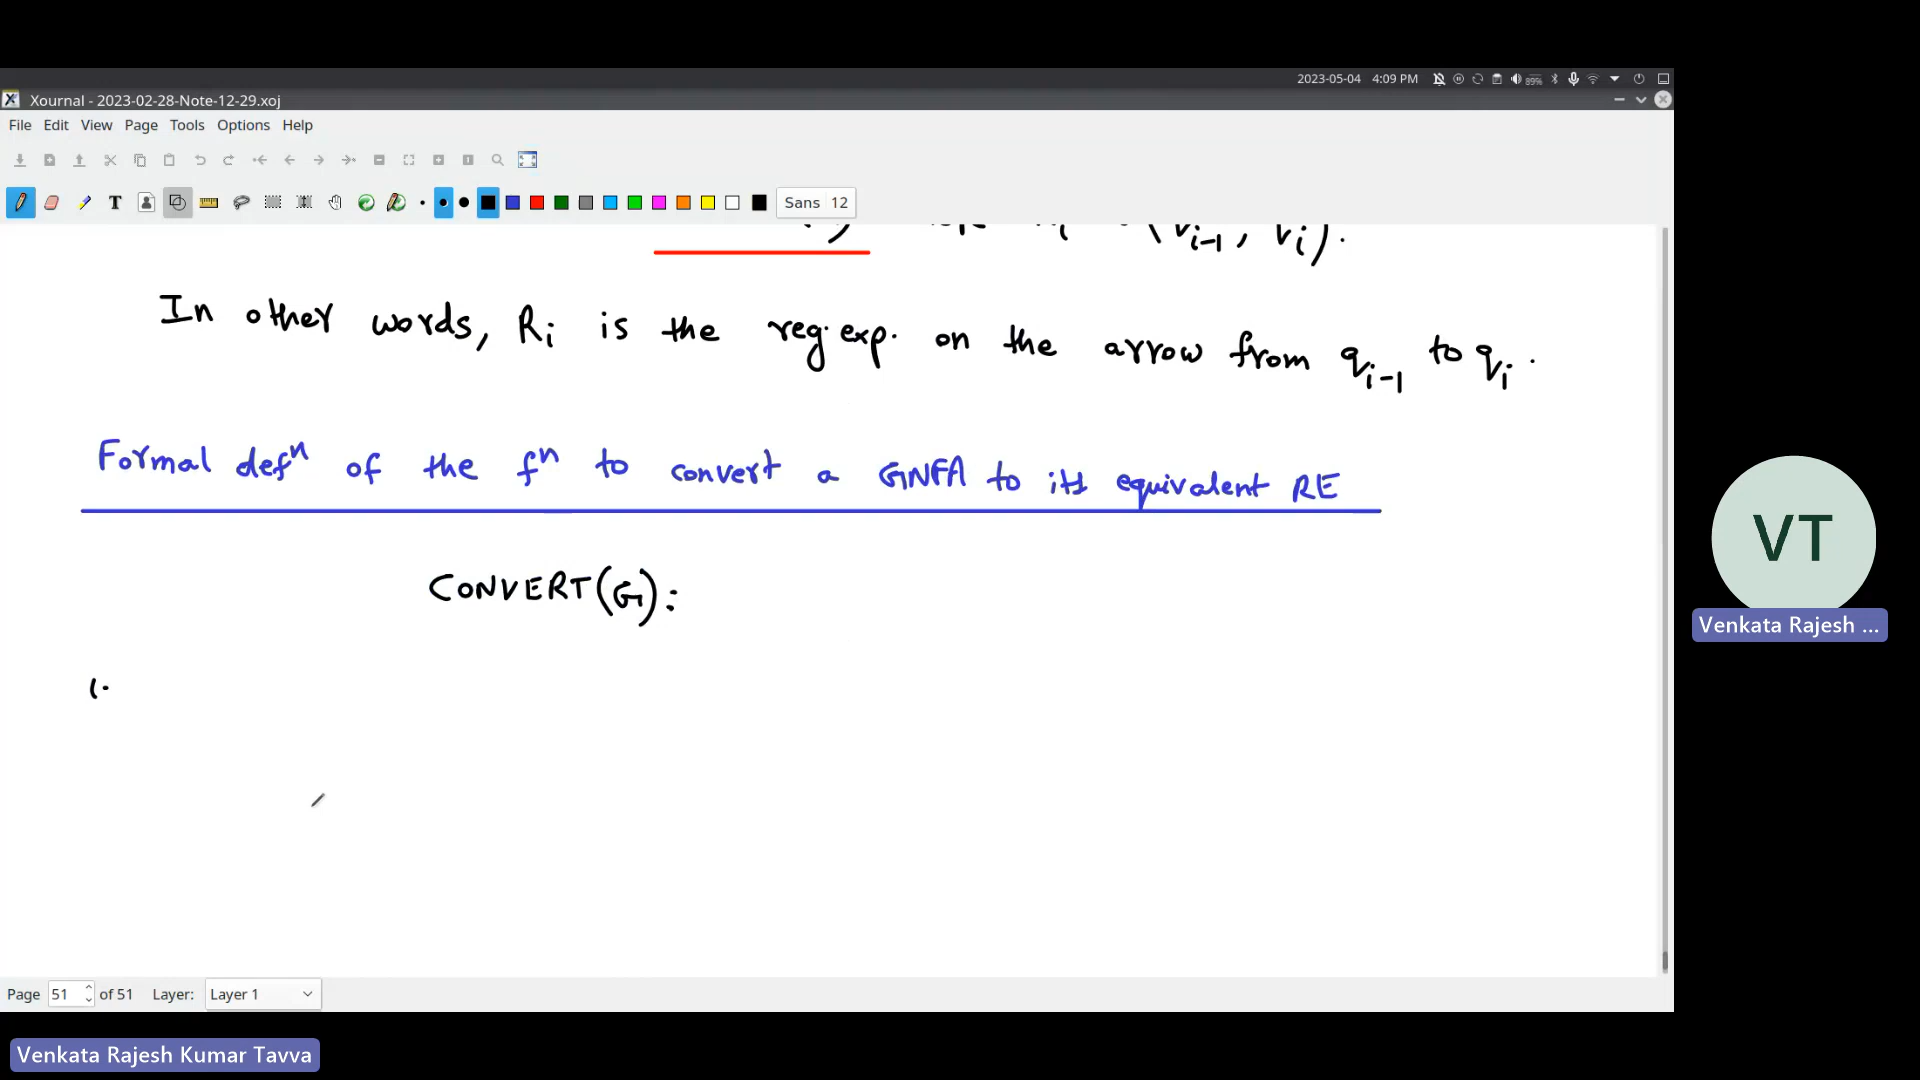 2023-05-04 4:09 PM 89%
Xournal - 2023-02-28-Note-12-29.xoj
File Edit View Page Tools Options Help
T Sans 12
In other words, Ri is the reg. exp. on the arrow from qi-1 to qi.
Formal defn of the fn to convert a GNFA to its equivalent RE
CONVERT(G):
1.
Page 51 of 51 Layer: Layer 1
VT
Venkata Rajesh ...
Venkata Rajesh Kumar Tavva